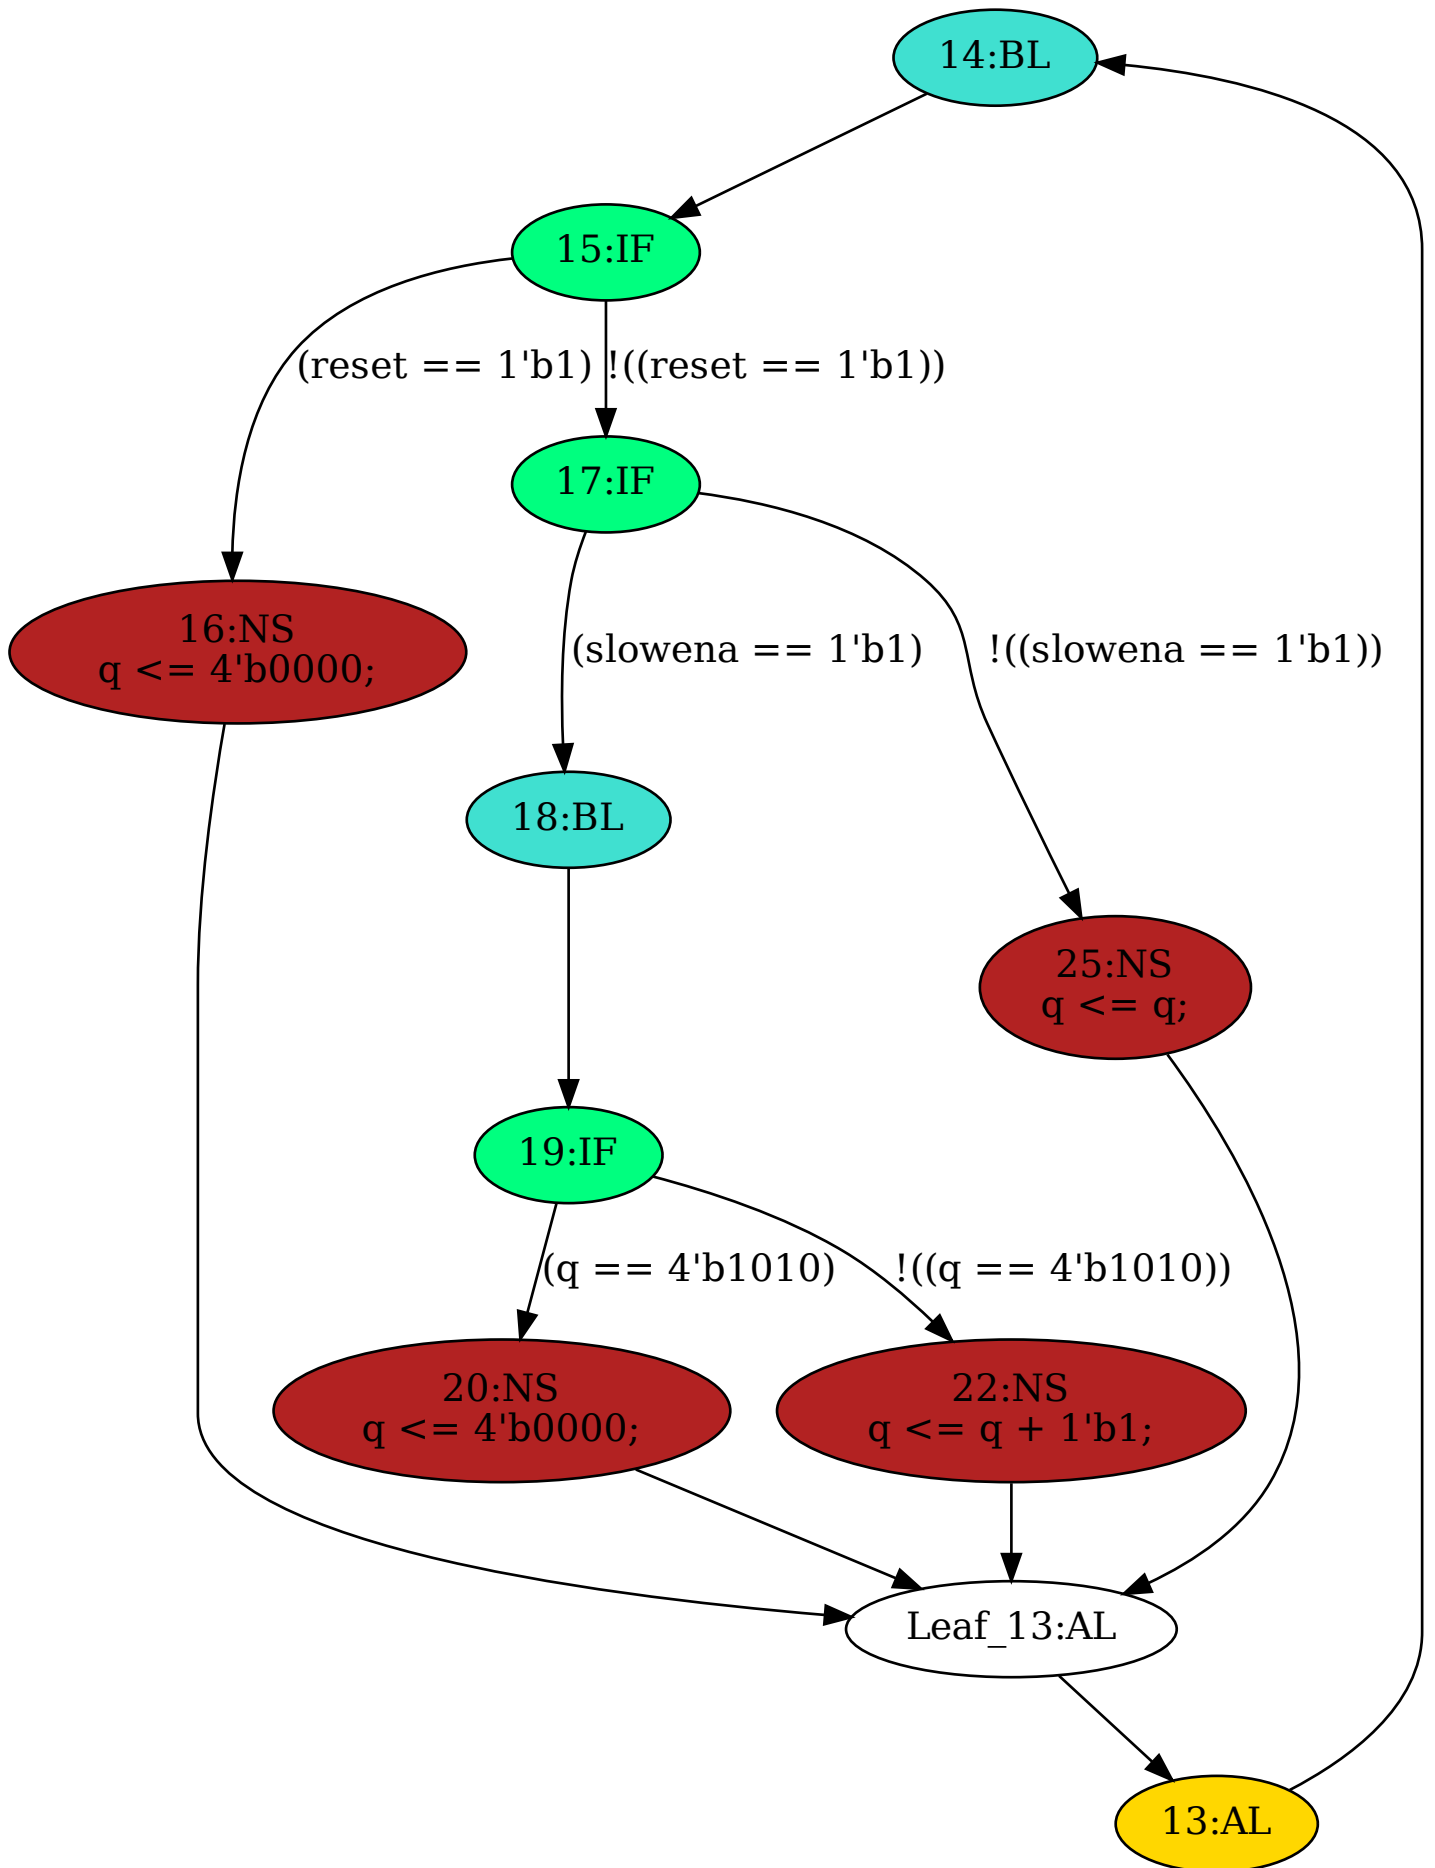 14:BL
15:IF
(reset == 1'b1)
!((reset == 1'b1))
17:IF
16:NS
q <= 4'b0000;
(slowena == 1'b1)
!((slowena == 1'b1))
18:BL
25:NS
q <= q;
19:IF
(q == 4'b1010)
!((q == 4'b1010))
20:NS
q <= 4'b0000;
22:NS
q <= q + 1'b1;
Leaf_13:AL
13:AL